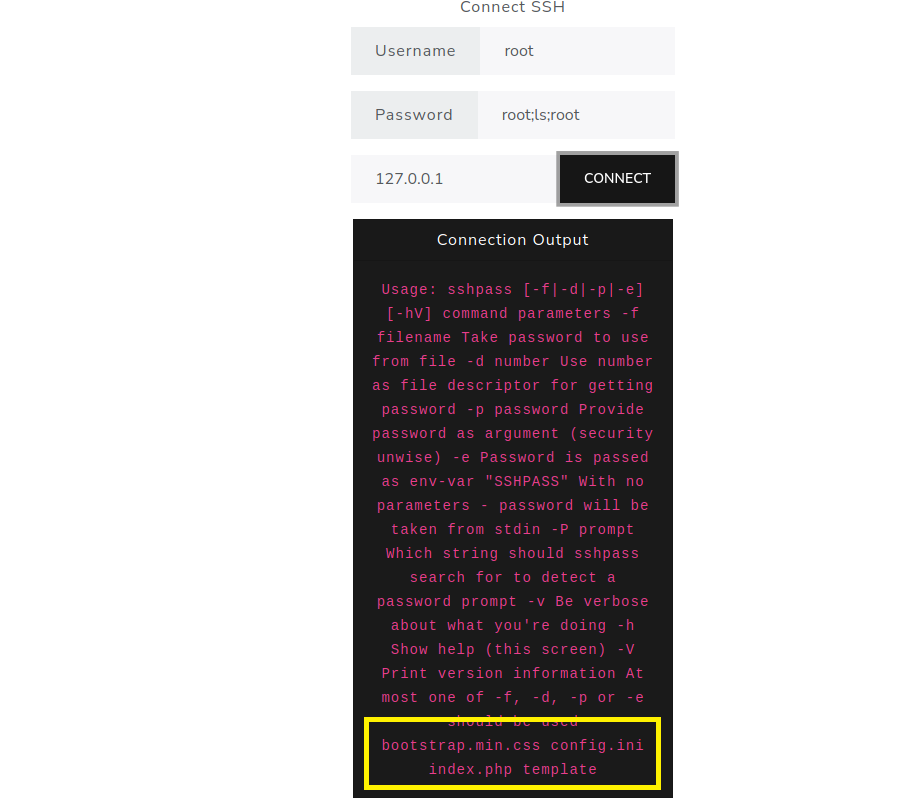 Connect SSH
Username root
Password root;ls;root
127.0.0.1 CONNECT
Connection Output
Usage: sshpass [-f|-d|-p|-e]
[-hV] command parameters -f
filename Take password to use
from file -d number Use number
as file descriptor for getting
password -p password Provide
password as argument (security
unwise) -e Password is passed
as env-var "SSHPASS" With no
parameters - password will be
taken from stdin -P prompt
Which string should sshpass
search for to detect a
password prompt -v Be verbose
about what you're doing -h
Show help (this screen) -V
Print version information At
most one of -f, -d, -p or -e
should be used
bootstrap.min.css config.ini
index.php template